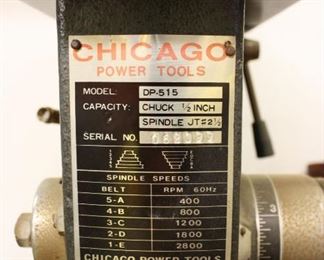 CHICAGO
POWER TOOLS
MODEL: DP-515
CAPACITY: CHUCK ½ INCH
SPINDLE JT#2½
SERIAL NO.
SPINDLE SPEEDS
BELT RPM 60Hz
5-A 400
4-B 800
3-C 1200
2-D 1800
1-E 2800
CHICAGO POWER TOOLS